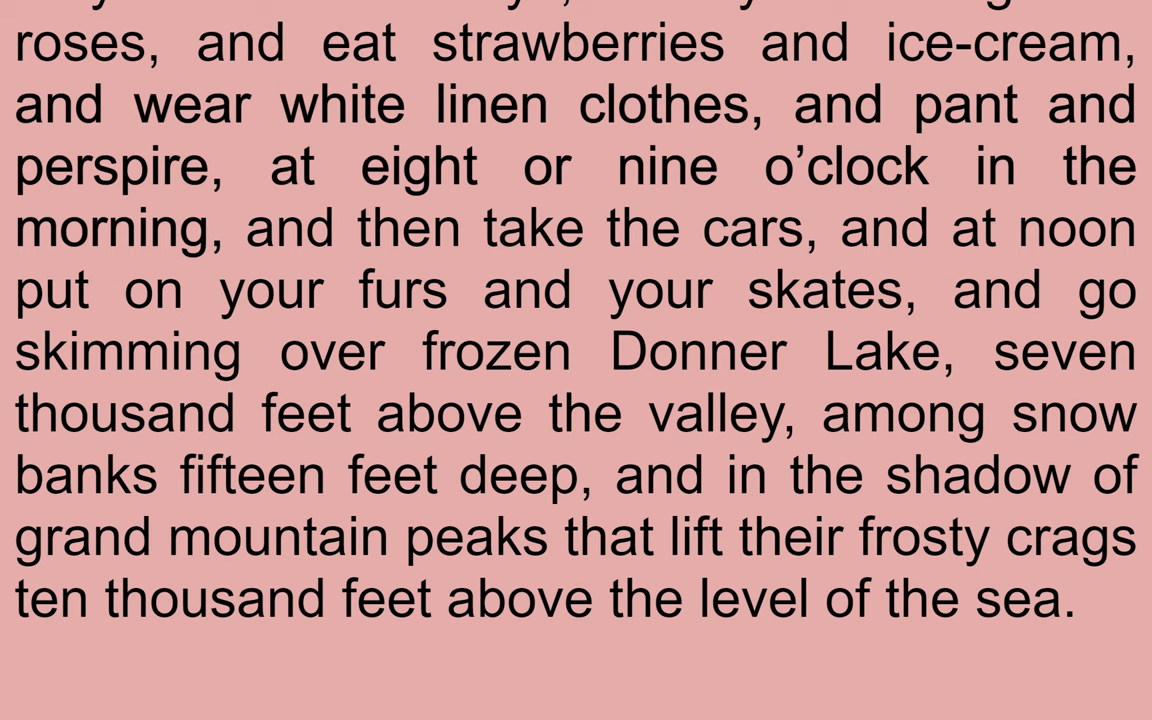 roses, and eat strawberries and ice-cream,
and wear white linen clothes, and pant and
perspire, at eight or nine o’clock in the
morning, and then take the cars, and at noon
put on your furs and your skates, and go
skimming over frozen Donner Lake, seven
thousand feet above the valley, among snow
banks fifteen feet deep, and in the shadow of
grand mountain peaks that lift their frosty crags
ten thousand feet above the level of the sea.